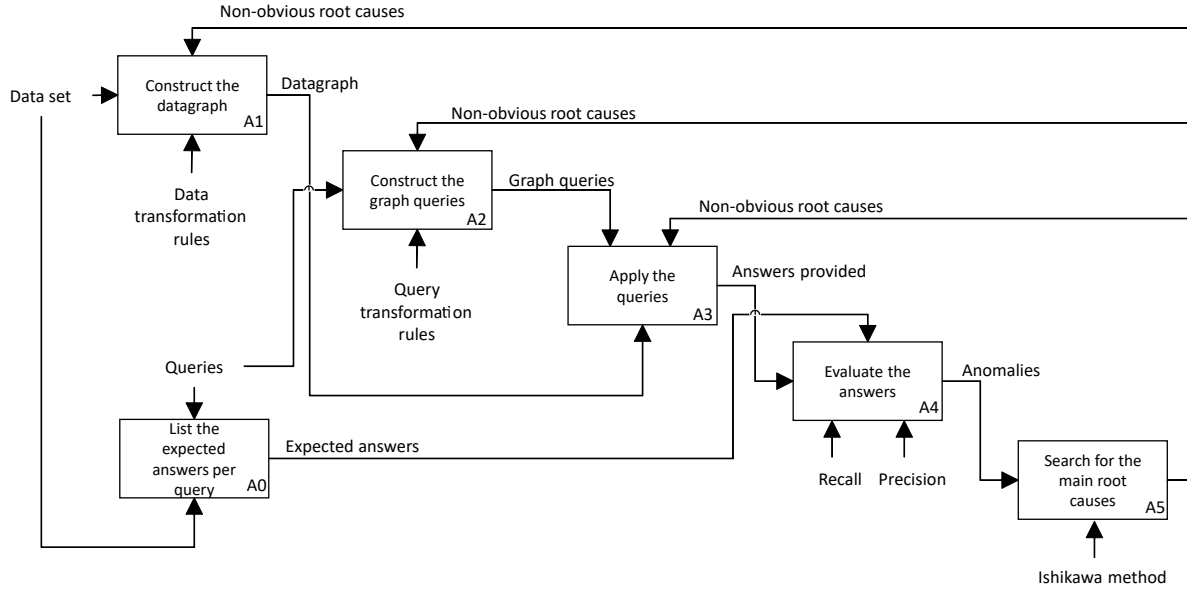 Non-obvious root causes
Data set
Construct the
datagraph
A1
Datagraph
Data
transformation
rules
Non-obvious root causes
Construct the
graph queries
A2
Graph queries
Query
transformation
rules
Non-obvious root causes
Apply the
queries
A3
Answers provided
Queries
List the
expected
answers per
query
A0
Expected answers
Evaluate the
answers
A4
Anomalies
Recall
Precision
Search for the
main root
causes
A5
Ishikawa method